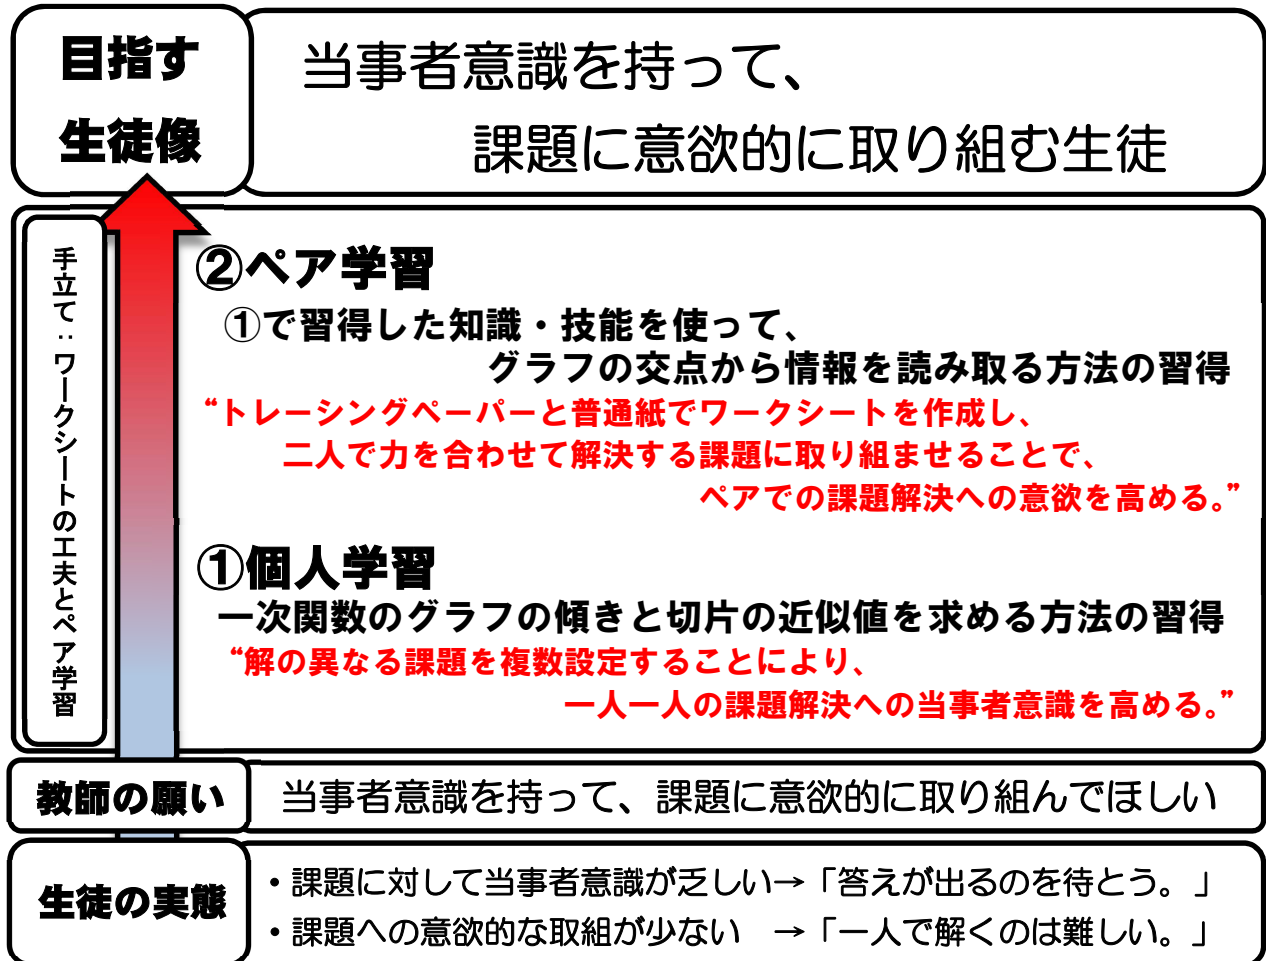 目指す
生徒像
当事者意識を持って、
課題に意欲的に取り組む生徒
手立て：ワークシートの工夫とペア学習
②ペア学習
①で習得した知識・技能を使って、
グラフの交点から情報を読み取る方法の習得
“トレーシングペーパーと普通紙でワークシートを作成し、
二人で力を合わせて解決する課題に取り組ませることで、
ペアでの課題解決への意欲を高める。”
①個人学習
一次関数のグラフの傾きと切片の近似値を求める方法の習得
“解の異なる課題を複数設定することにより、
一人一人の課題解決への当事者意識を高める。”
教師の願い
当事者意識を持って、課題に意欲的に取り組んでほしい
生徒の実態
・課題に対して当事者意識が乏しい→「答えが出るのを待とう。」
・課題への意欲的な取組が少ない　→「一人で解くのは難しい。」